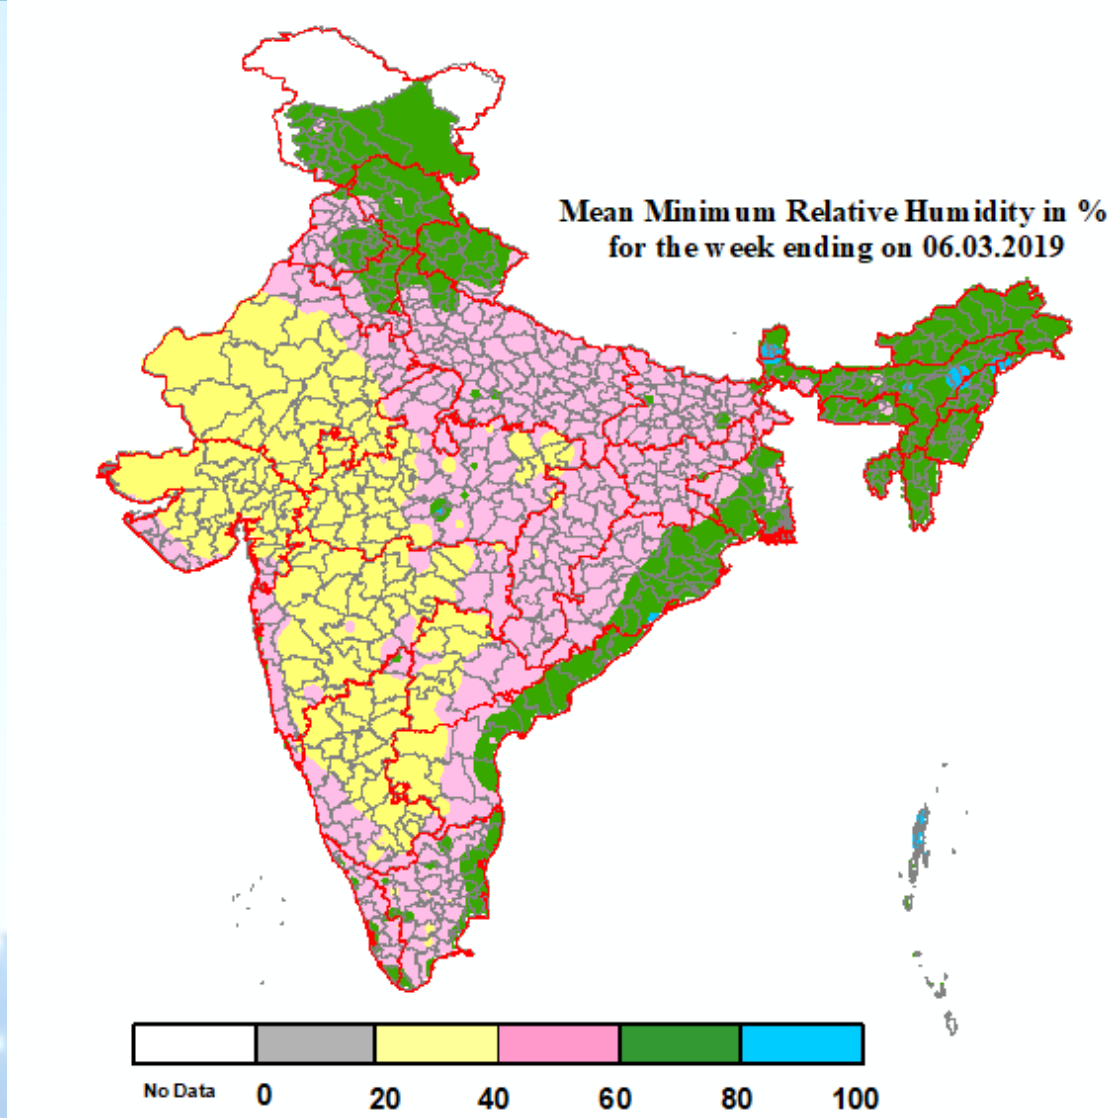 Mean Minimum Relative Humidity in %
for the week ending on 06.03.2019
No Data 0 20 40 60 80 100